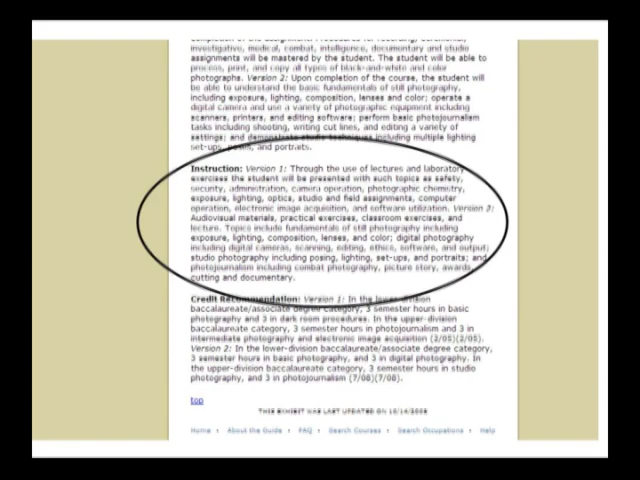 completion of the assignment. Procedures for recording ceremonial,
investigative, medical, combat, intelligence, documentary and studio
assignments will be mastered by the student. The student will be able to
process, print, and copy all types of black-and-white and color
photographs. Version 2: Upon completion of the course, the student will
be able to understand the basic fundamentals of still photography,
including exposure, lighting, composition, lenses and color; operate a
digital camera and use a variety of photographic equipment including
scanners, printers, and editing software; perform basic photojournalism
tasks including shooting, writing cut lines, and editing a variety of
settings; and demonstrate studio techniques including multiple lighting
set-ups, posing, and portraits.
Instruction: Version 1: Through the use of lectures and laboratory
exercises the student will be presented with such topics as safety,
security, administration, camera operation, photographic chemistry,
exposure, lighting, optics, studio and field assignments, computer
operation, electronic image acquisition, and software utilization. Version 2:
Audiovisual materials, practical exercises, classroom exercises, and
lecture. Topics include fundamentals of still photography including
exposure, lighting, composition, lenses, and color; digital photography
including digital cameras, scanning, editing, ethics, software, and output;
studio photography including posing, lighting, set-ups, and portraits; and
photojournalism including combat photography, picture story, awards,
cutting and documentary.
Credit Recommendation: Version 1: In the lower-division
baccalaureate/associate degree category, 3 semester hours in basic
photography and 3 in dark room procedures. In the upper-division
baccalaureate category, 3 semester hours in photojournalism and 3 in
intermediate photography and electronic image acquisition (2/05)(2/05).
Version 2: In the lower-division baccalaureate/associate degree category,
3 semester hours in basic photography, and 3 in digital photography. In
the upper-division baccalaureate category, 3 semester hours in studio
photography, and 3 in photojournalism (7/08)(7/08).
top
THIS EXHIBIT WAS LAST UPDATED ON 10/14/2008
Home • About the Guide • FAQ • Search Courses • Search Occupations • Help